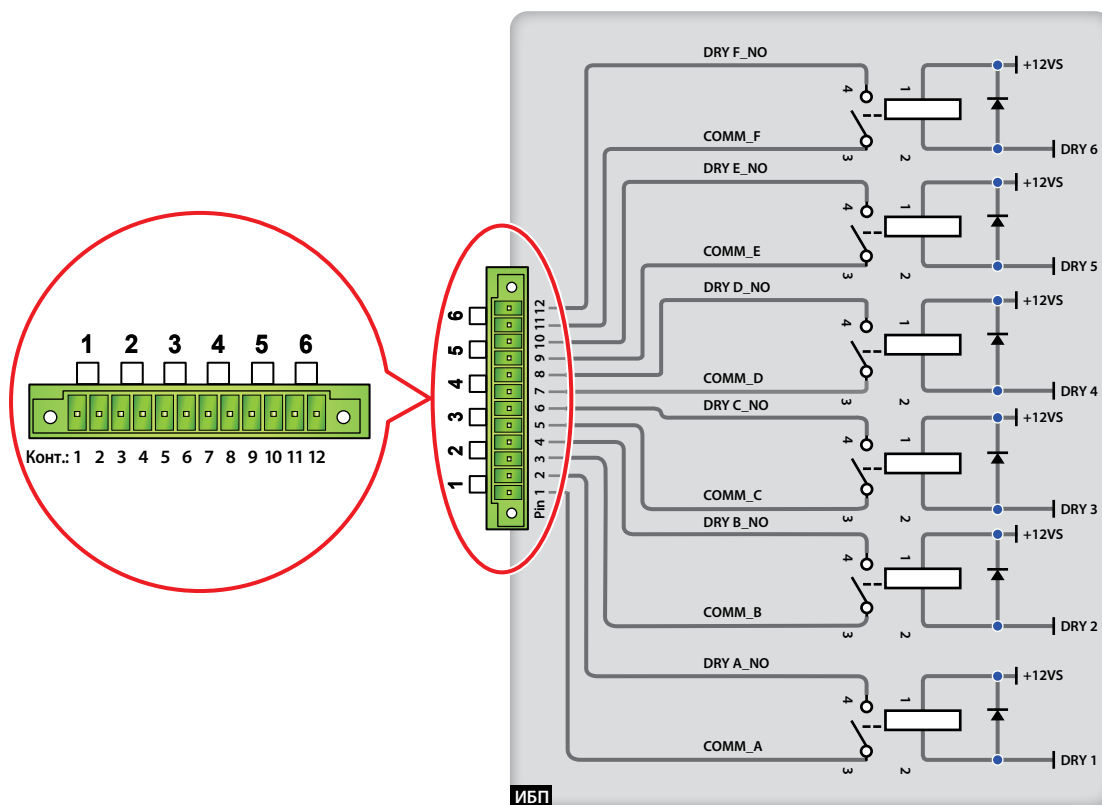 1 2 3 4 5 6
Конт.: 1 2 3 4 5 6 7 8 9 10 11 12
6
5
4
3
2
1
12
11
10
9
8
7
6
5
4
3
2
Pin 1
DRY F_NO
4
1
+12VS
COMM_F
3
2
DRY 6
DRY E_NO
4
1
+12VS
COMM_E
3
2
DRY 5
DRY D_NO
4
1
+12VS
COMM_D
3
2
DRY 4
DRY C_NO
4
1
+12VS
COMM_C
3
2
DRY 3
DRY B_NO
4
1
+12VS
COMM_B
3
2
DRY 2
DRY A_NO
4
1
+12VS
COMM_A
3
2
DRY 1
ИБП